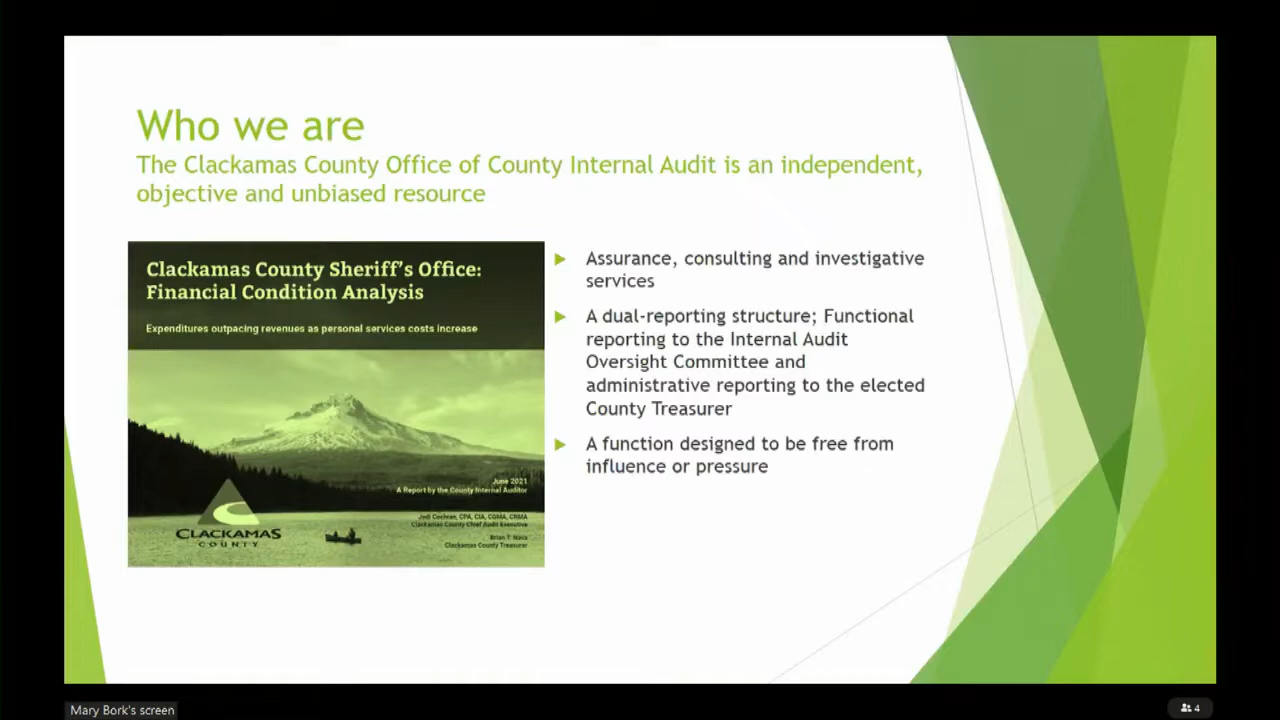 Who we are
The Clackamas County Office of County Internal Audit is an independent,
objective and unbiased resource
Clackamas County Sheriff's Office:
Financial Condition Analysis
Expenditures outpacing revenues as personal services costs increase
June 2021
A Report by the County Internal Auditor
Jodi Cochran, CPA, CIA, CGMA, CRMA
Clackamas County Chief Audit Executive
Brian T. Nava
Clackamas County Treasurer
CLACKAMAS
COUNTY
Assurance, consulting and investigative
services
A dual-reporting structure; Functional
reporting to the Internal Audit
Oversight Committee and
administrative reporting to the elected
County Treasurer
A function designed to be free from
influence or pressure
Mary Bork's screen
4